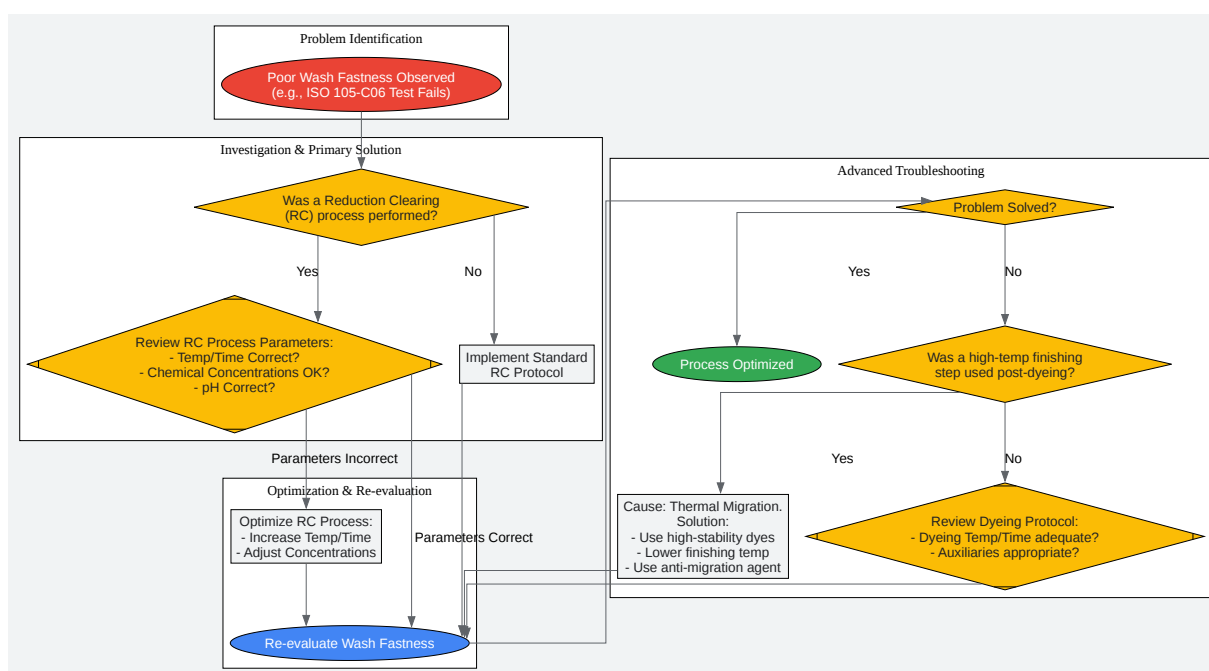 Problem Identification
Poor Wash Fastness Observed
(e.g., ISO 105-C06 Test Fails)
Investigation & Primary Solution
Was a Reduction Clearing
(RC) process performed?
Yes
No
Review RC Process Parameters:
- Temp/Time Correct?
- Chemical Concentrations OK?
- pH Correct?
Implement Standard
RC Protocol
Parameters Incorrect
Parameters Correct
Optimization & Re-evaluation
Optimize RC Process:
- Increase Temp/Time
- Adjust Concentrations
Re-evaluate Wash Fastness
Advanced Troubleshooting
Problem Solved?
Yes
No
Process Optimized
Was a high-temp finishing
step used post-dyeing?
Yes
No
Cause: Thermal Migration.
Solution:
- Use high-stability dyes
- Lower finishing temp
- Use anti-migration agent
Review Dyeing Protocol:
- Dyeing Temp/Time adequate?
- Auxiliaries appropriate?